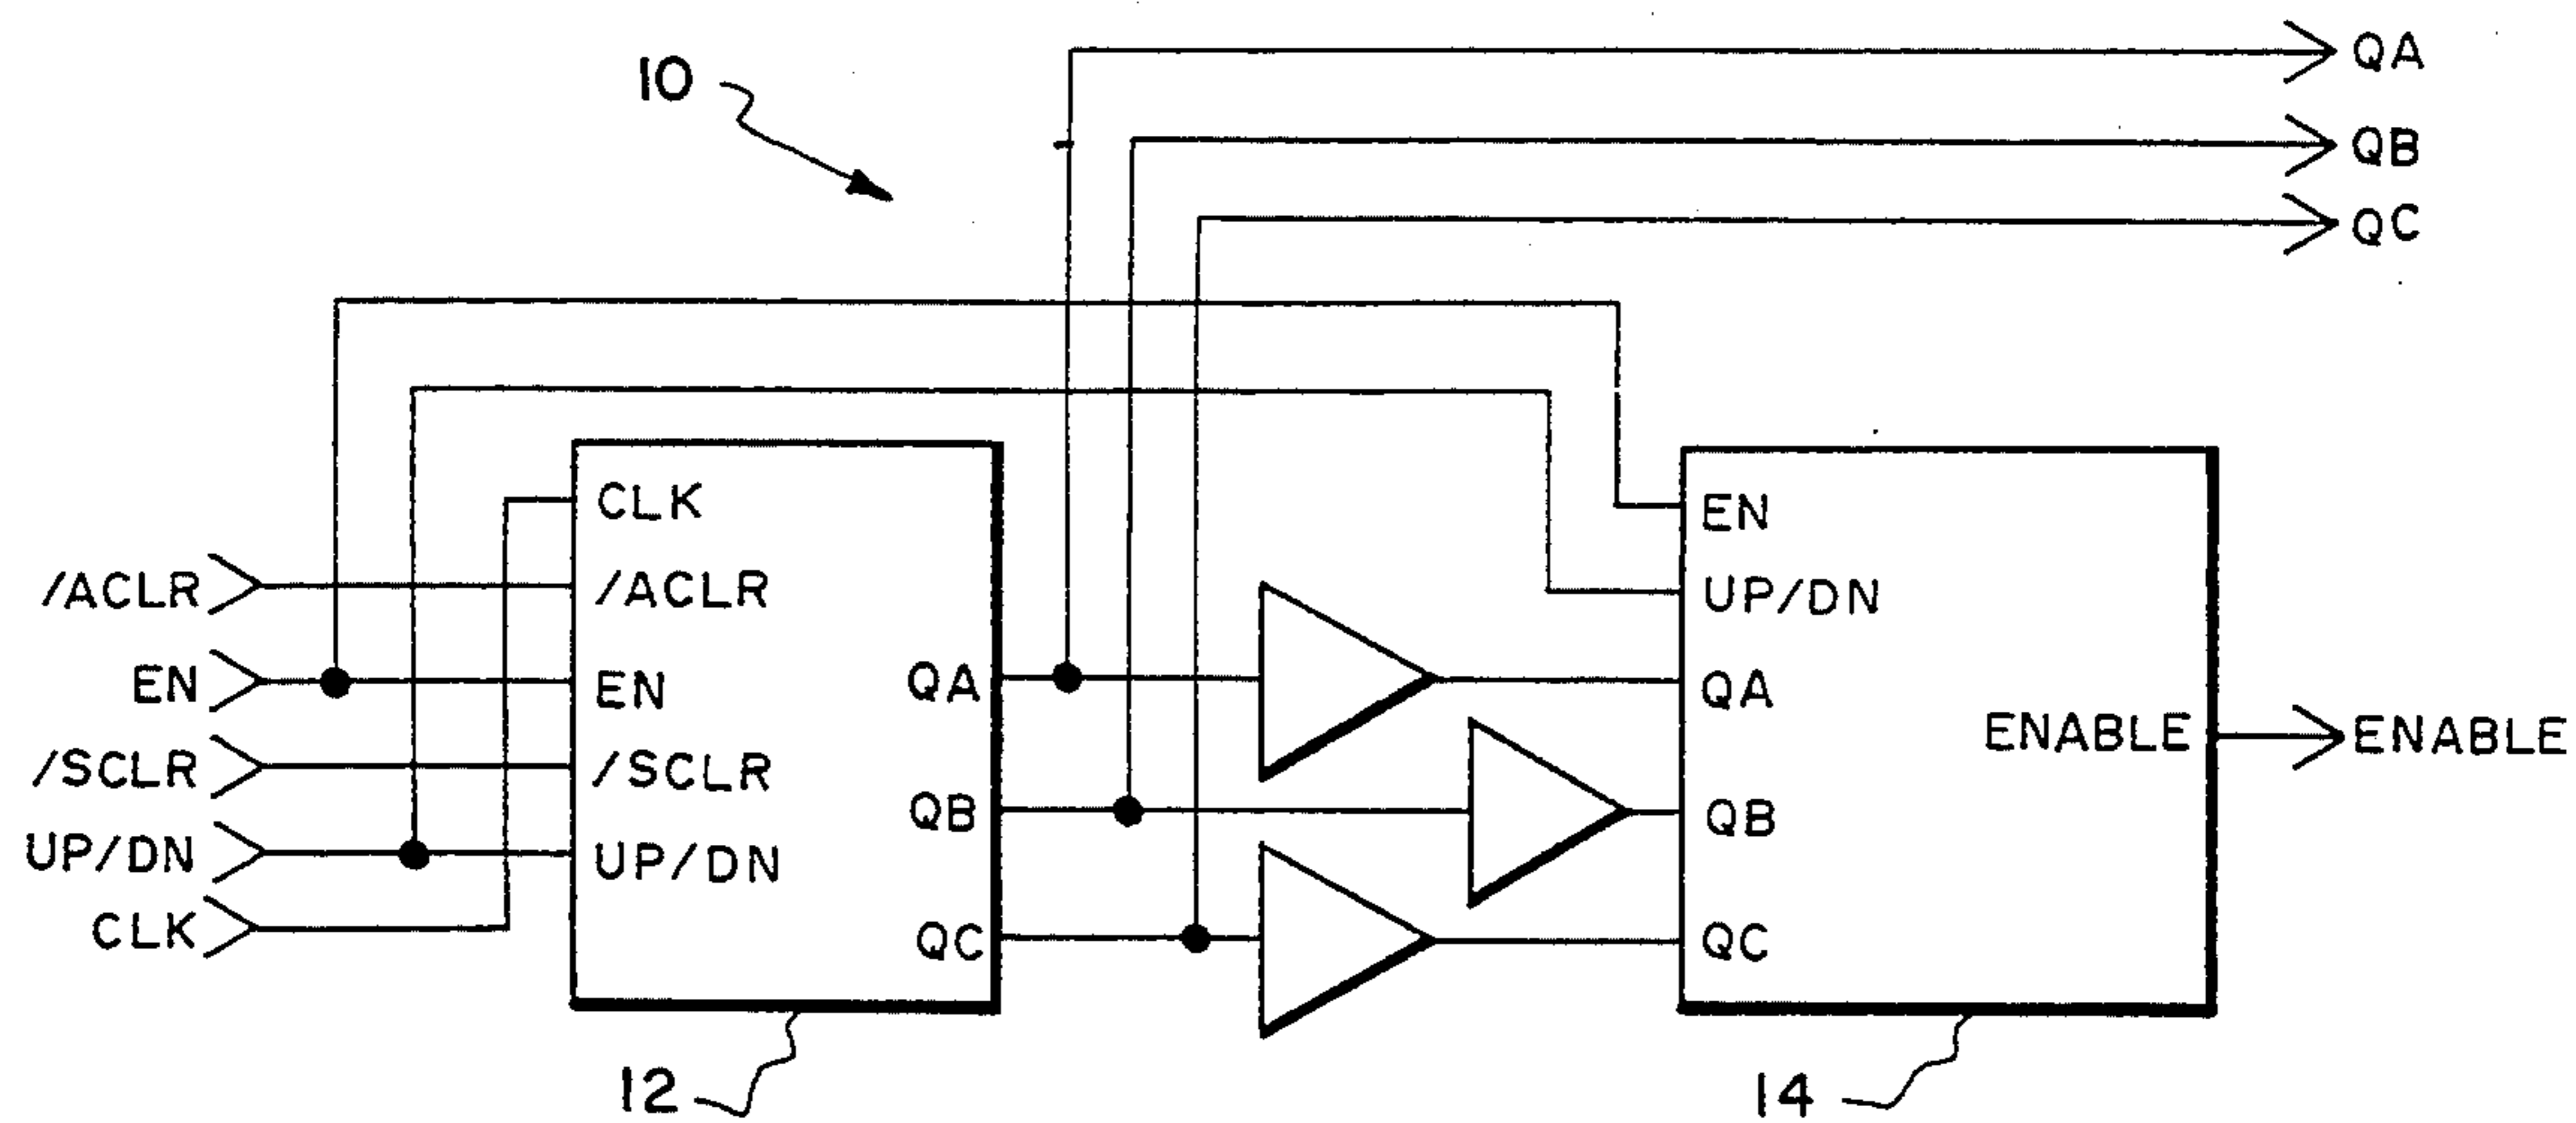 10
QA
QB
QC
/ACLR
EN
/SCLR
UP/DN
CLK
CLK
/ACLR
EN
/SCLR
UP/DN
QA
QB
QC
12
EN
UP/DN
QA
QB
QC
ENABLE
14
ENABLE